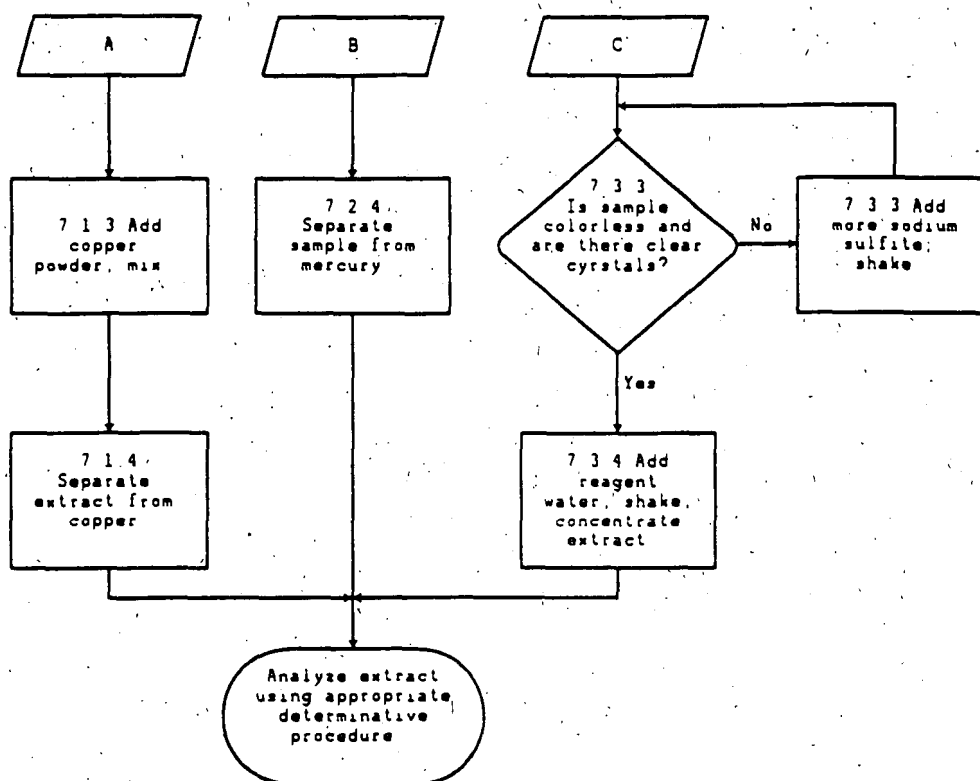 A
B
C
7 1 3 Add
copper
powder, mix
7 2 4
Separate
sample from
mercury
7 3 3
Is sample
colorless and
are there clear
cyrstals?
No
7 3 3 Add
more sodium
sulfite;
shake
Yes
7 1 4
Separate
extract from
copper
7 3 4 Add
reagent
water, shake,
concentrate
extract
Analyze extract
using appropriate
determinative
procedure